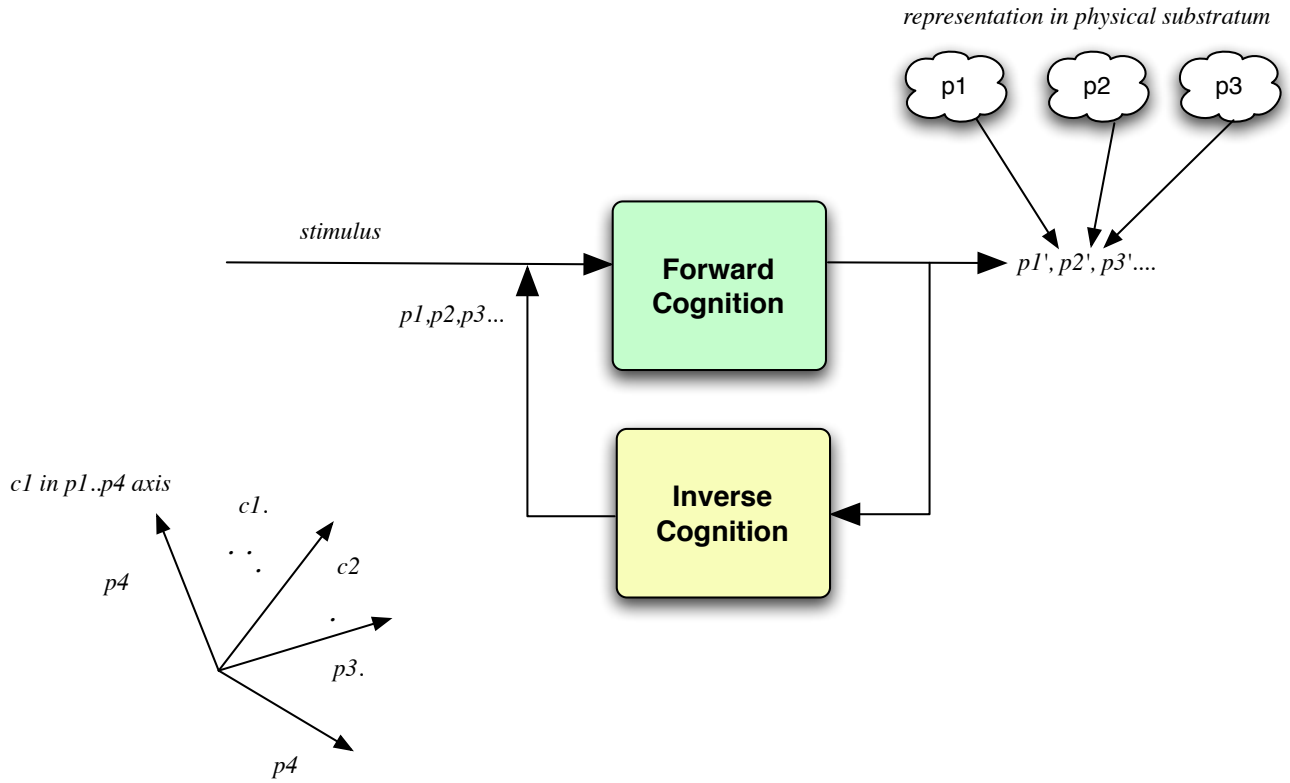 representation in physical substratum
p1
p2
p3
stimulus
Forward
Cognition
p1', p2', p3'....
p1,p2,p3...
Inverse
Cognition
c1 in p1..p4 axis
c1.
c2
p4
p3.
p4